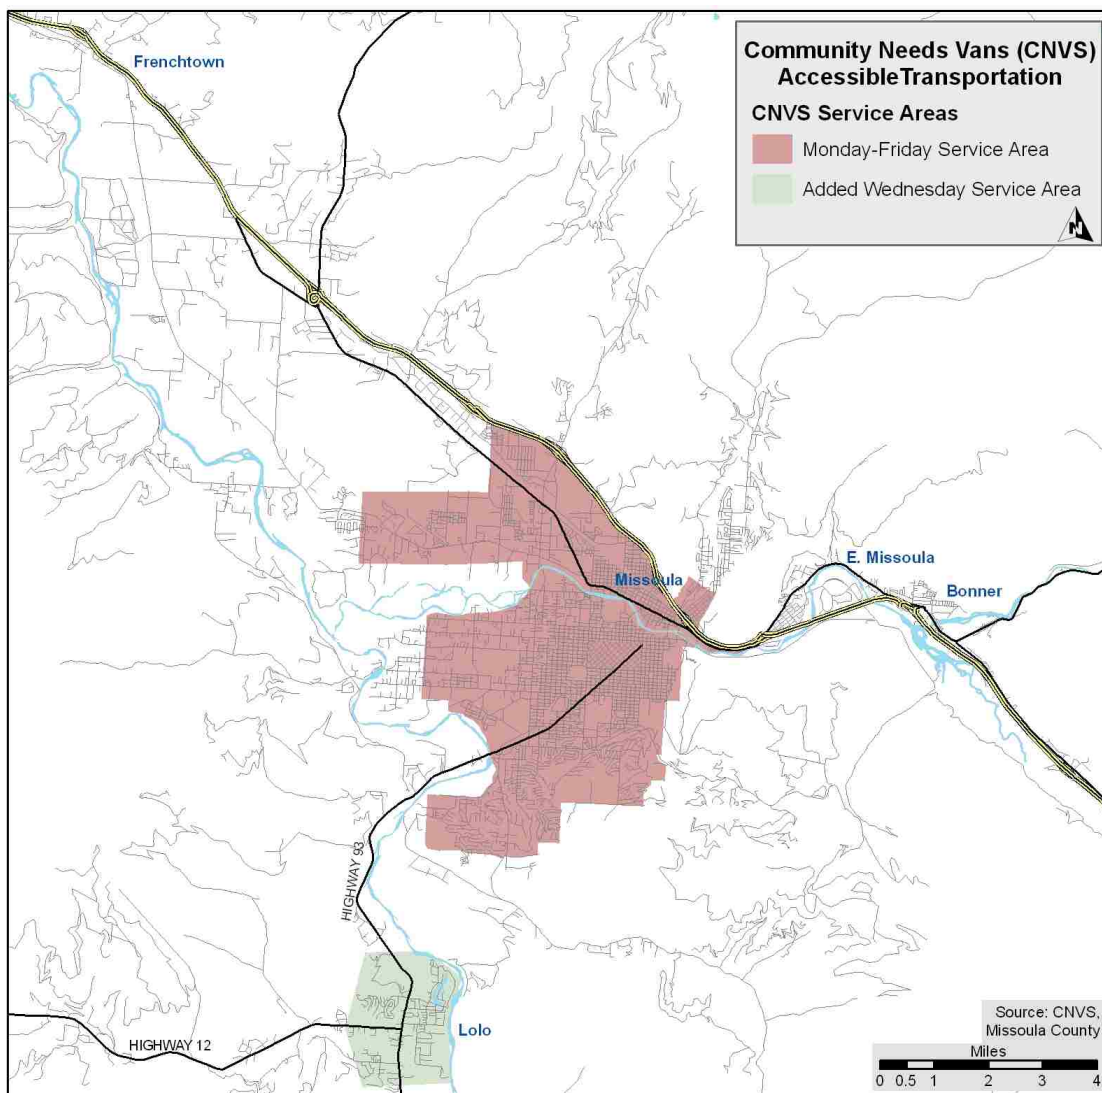 Community Needs Vans (CNVS)
AccessibleTransportation
CNVS Service Areas
Monday-Friday Service Area
Added Wednesday Service Area
N
Frenchtown
E. Missoula
Missoula
Bonner
HIGHWAY 93
Lolo
HIGHWAY 12
Source: CNVS,
Missoula County
Miles
0 0.5 1 2 3 4